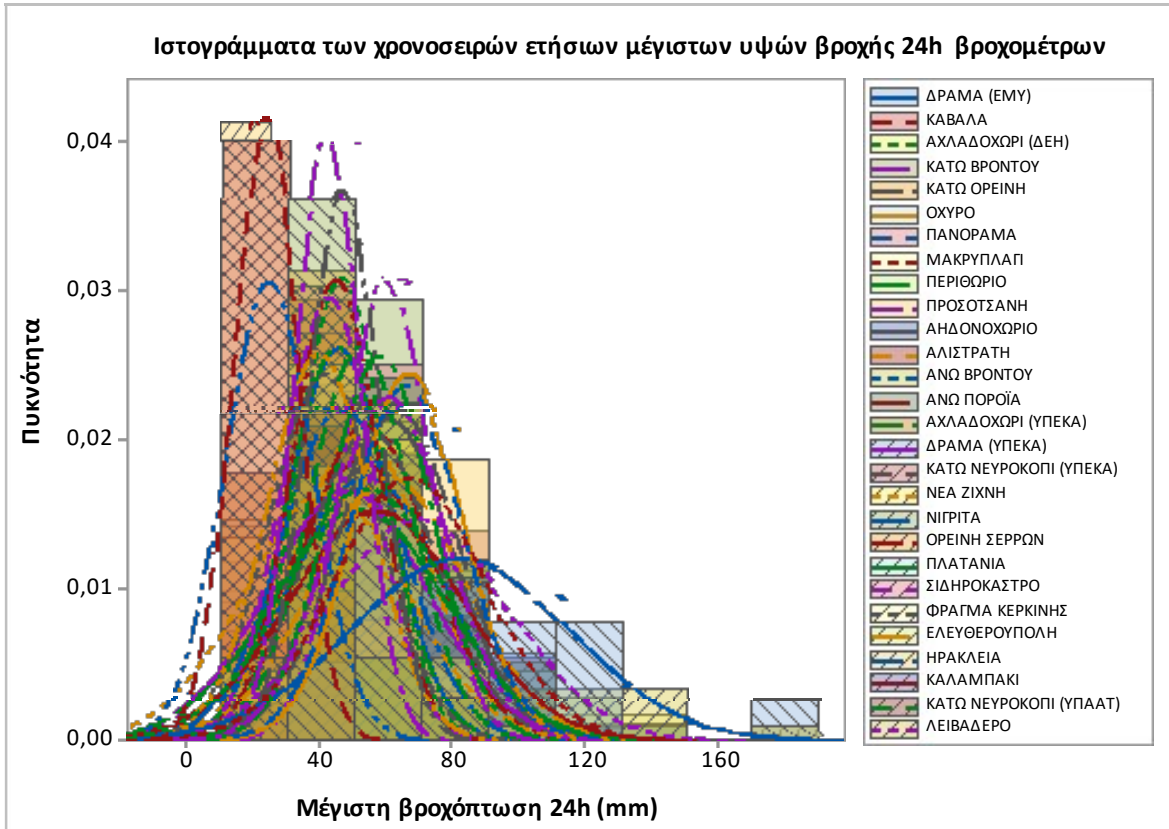 Ιστογράμματα των χρονοσειρών ετήσιων μέγιστων υψών βροχής 24h βροχομέτρων
Πυκνότητα
0,04
0,03
0,02
0,01
0,00
0 40 80 120 160
Μέγιστη βροχόπτωση 24h (mm)
ΔΡΑΜΑ (ΕΜΥ)
ΚΑΒΑΛΑ
ΑΧΛΑΔΟΧΩΡΙ (ΔΕΗ)
ΚΑΤΩ ΒΡΟΝΤΟΥ
ΚΑΤΩ ΟΡΕΙΝΗ
ΟΧΥΡΟ
ΠΑΝΟΡΑΜΑ
ΜΑΚΡΥΠΛΑΓΙ
ΠΕΡΙΘΩΡΙΟ
ΠΡΟΣΟΤΣΑΝΗ
ΑΗΔΟΝΟΧΩΡΙΟ
ΑΛΙΣΤΡΑΤΗ
ΑΝΩ ΒΡΟΝΤΟΥ
ΑΝΩ ΠΟΡΟΪΑ
ΑΧΛΑΔΟΧΩΡΙ (ΥΠΕΚΑ)
ΔΡΑΜΑ (ΥΠΕΚΑ)
ΚΑΤΩ ΝΕΥΡΟΚΟΠΙ (ΥΠΕΚΑ)
ΝΕΑ ΖΙΧΝΗ
ΝΙΓΡΙΤΑ
ΟΡΕΙΝΗ ΣΕΡΡΩΝ
ΠΛΑΤΑΝΙΑ
ΣΙΔΗΡΟΚΑΣΤΡΟ
ΦΡΑΓΜΑ ΚΕΡΚΙΝΗΣ
ΕΛΕΥΘΕΡΟΥΠΟΛΗ
ΗΡΑΚΛΕΙΑ
ΚΑΛΑΜΠΑΚΙ
ΚΑΤΩ ΝΕΥΡΟΚΟΠΙ (ΥΠΑΑΤ)
ΛΕΙΒΑΔΕΡΟ